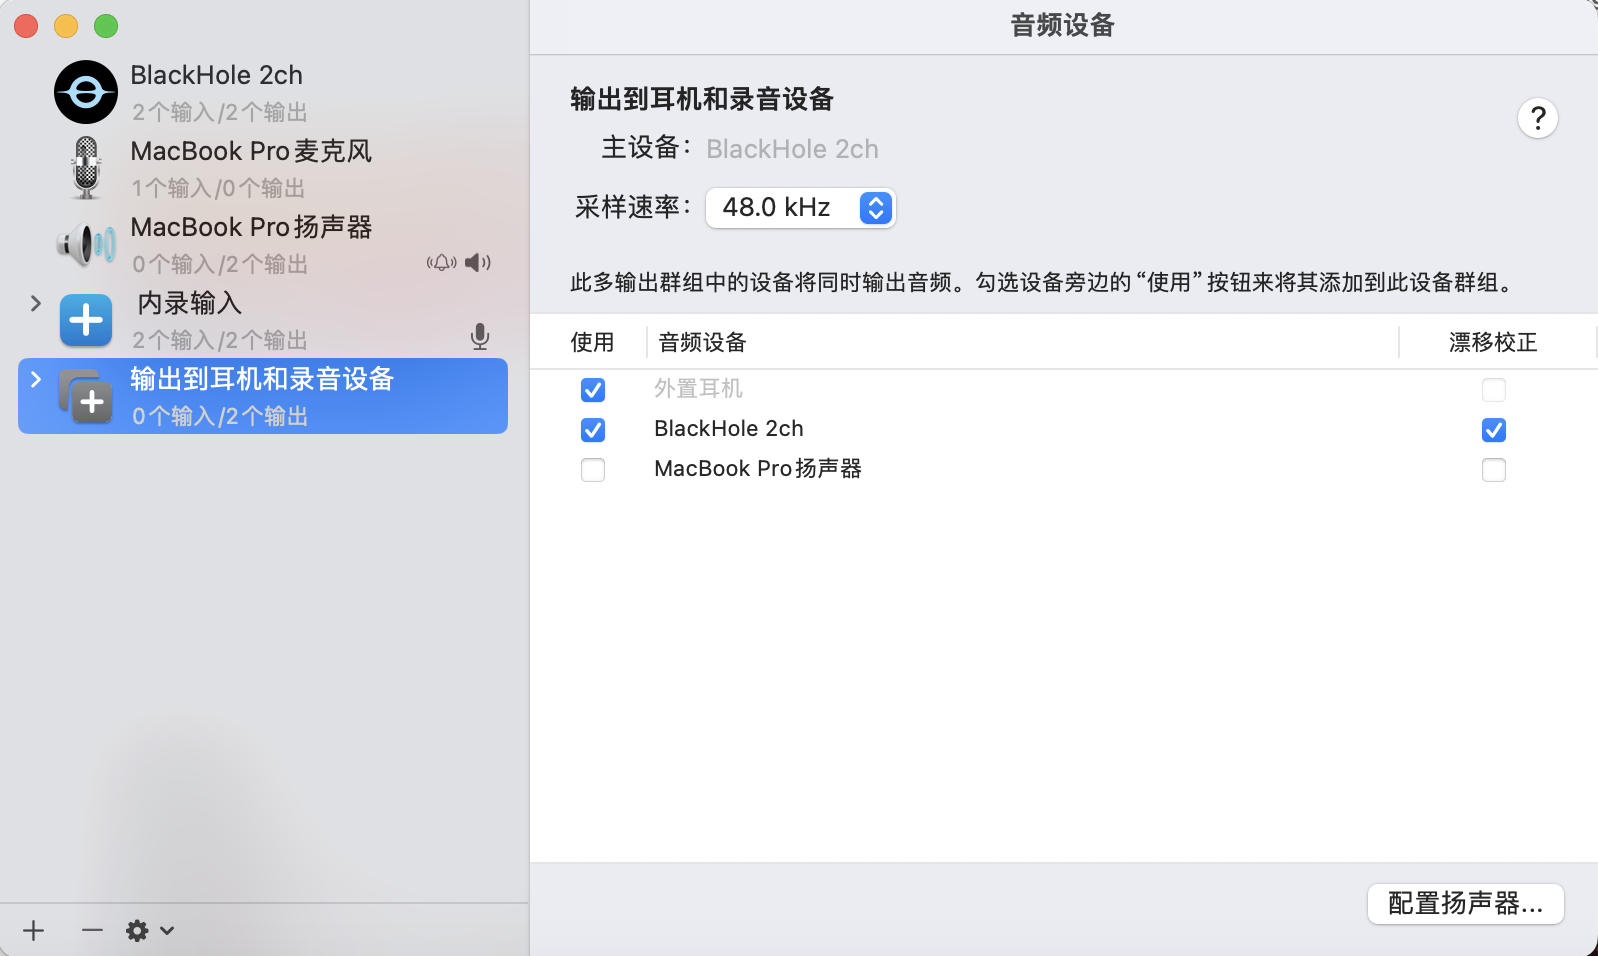 音频设备
BlackHole 2ch
2个输入/2个输出
MacBook Pro麦克风
1个输入/0个输出
MacBook Pro扬声器
0个输入/2个输出
内录输入
2个输入/2个输出
输出到耳机和录音设备
0个输入/2个输出
输出到耳机和录音设备
?
主设备： BlackHole 2ch
采样速率： 48.0 kHz
此多输出群组中的设备将同时输出音频。勾选设备旁边的“使用”按钮来将其添加到此设备群组。
使用 音频设备 漂移校正
外置耳机
BlackHole 2ch
MacBook Pro扬声器
配置扬声器...